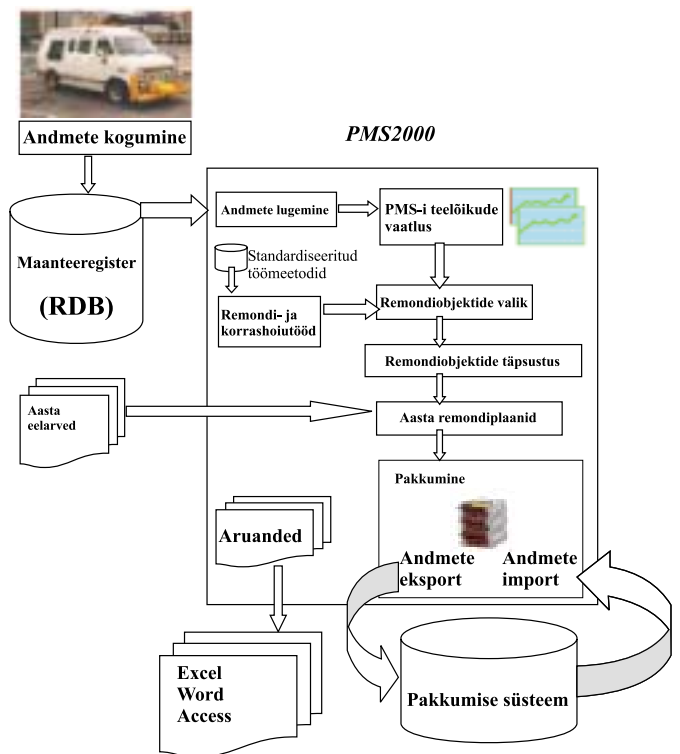 Andmete kogumine
PMS2000
Andmete lugemine
PMS-i teelõikude
vaatlus
Maanteeregister
(RDB)
Standardiseeritud
töömeetodid
Remondi- ja
korrashoiutööd
Remondiobjektide valik
Remondiobjektide täpsustus
Aasta
eelarved
Aasta remondiplaanid
Pakkumine
Aruanded
Andmete
eksport
Andmete
import
Excel
Word
Access
Pakkumise süsteem